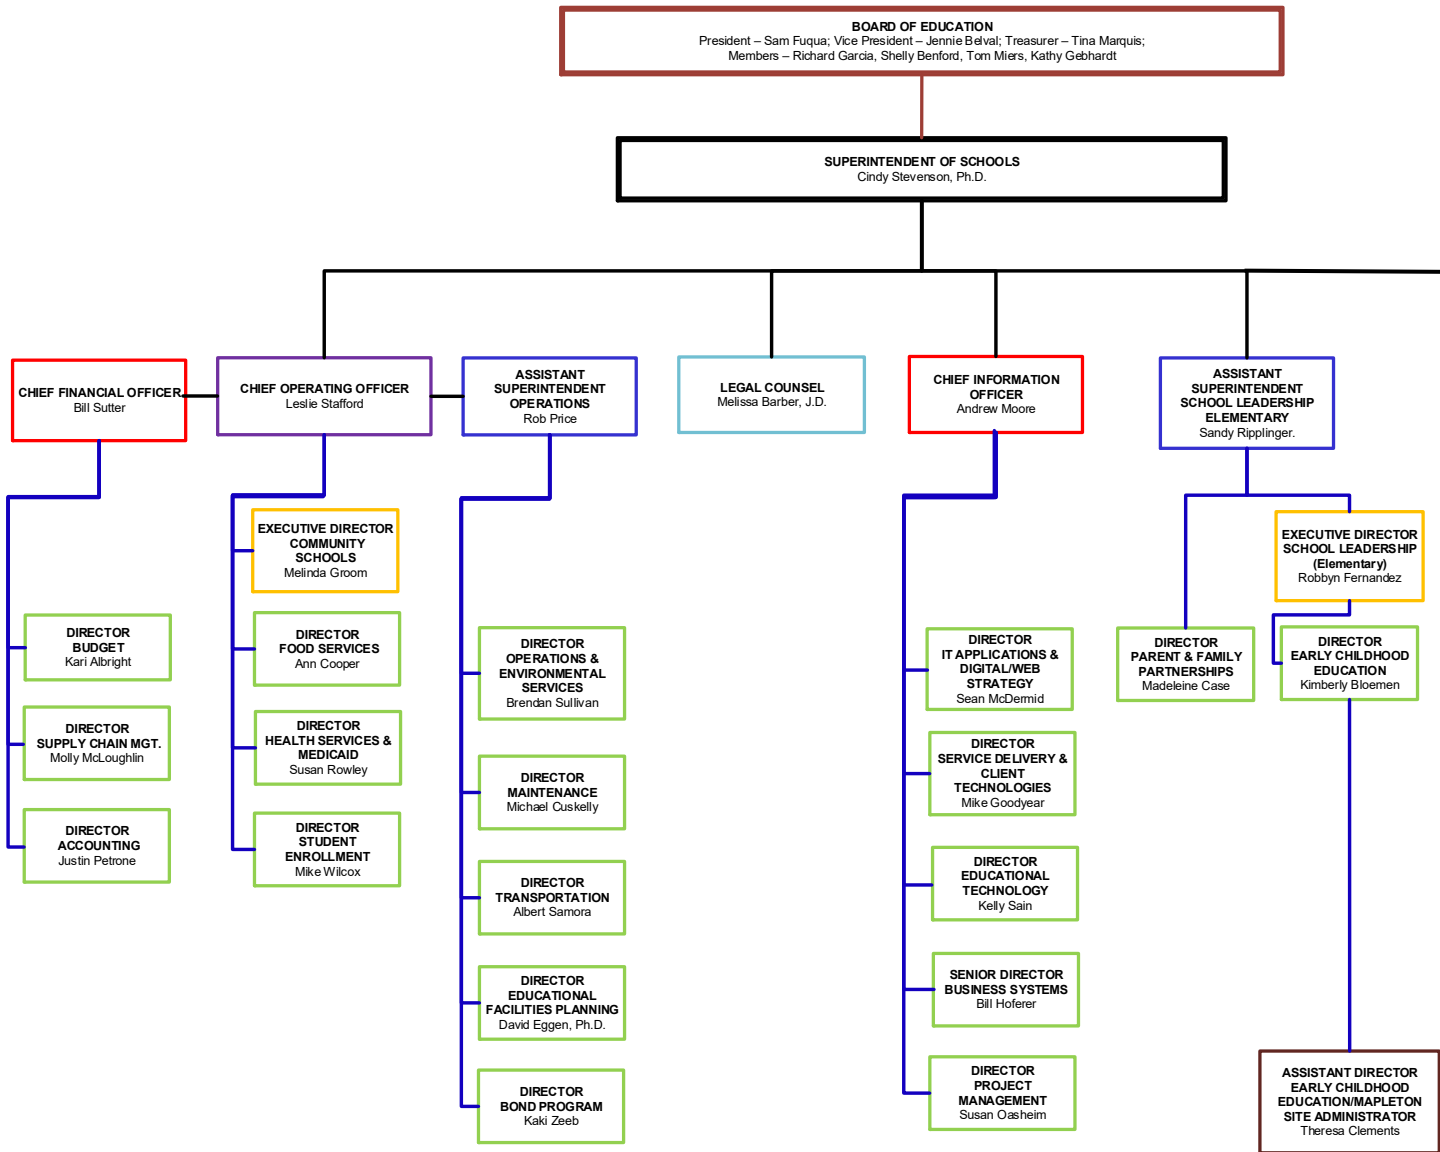 BOARD OF EDUCATION
President – Sam Fuqua; Vice President – Jennie Belval; Treasurer – Tina Marquis;
Members – Richard Garcia, Shelly Benford, Tom Miers, Kathy Gebhardt
SUPERINTENDENT OF SCHOOLS
Cindy Stevenson, Ph.D.
CHIEF FINANCIAL OFFICER
Bill Sutter
CHIEF OPERATING OFFICER
Leslie Stafford
ASSISTANT
SUPERINTENDENT
OPERATIONS
Rob Price
LEGAL COUNSEL
Melissa Barber, J.D.
CHIEF INFORMATION
OFFICER
Andrew Moore
ASSISTANT
SUPERINTENDENT
SCHOOL LEADERSHIP
ELEMENTARY
Sandy Ripplinger.
DIRECTOR
BUDGET
Kari Albright
DIRECTOR
SUPPLY CHAIN MGT.
Molly McLoughlin
DIRECTOR
ACCOUNTING
Justin Petrone
EXECUTIVE DIRECTOR
COMMUNITY
SCHOOLS
Melinda Groom
DIRECTOR
FOOD SERVICES
Ann Cooper
DIRECTOR
HEALTH SERVICES &
MEDICAID
Susan Rowley
DIRECTOR
STUDENT
ENROLLMENT
Mike Wilcox
DIRECTOR
OPERATIONS &
ENVIRONMENTAL
SERVICES
Brendan Sullivan
DIRECTOR
MAINTENANCE
Michael Cuskelly
DIRECTOR
TRANSPORTATION
Albert Samora
DIRECTOR
EDUCATIONAL
FACILITIES PLANNING
David Eggen, Ph.D.
DIRECTOR
BOND PROGRAM
Kaki Zeeb
DIRECTOR
IT APPLICATIONS &
DIGITAL/WEB
STRATEGY
Sean McDermid
DIRECTOR
SERVICE DELIVERY &
CLIENT
TECHNOLOGIES
Mike Goodyear
DIRECTOR
EDUCATIONAL
TECHNOLOGY
Kelly Sain
SENIOR DIRECTOR
BUSINESS SYSTEMS
Bill Hoferer
DIRECTOR
PROJECT
MANAGEMENT
Susan Oasheim
EXECUTIVE DIRECTOR
SCHOOL LEADERSHIP
(Elementary)
Robbyn Fernandez
DIRECTOR
PARENT & FAMILY
PARTNERSHIPS
Madeleine Case
DIRECTOR
EARLY CHILDHOOD
EDUCATION
Kimberly Bloemen
ASSISTANT DIRECTOR
EARLY CHILDHOOD
EDUCATION/MAPLETON
SITE ADMINISTRATOR
Theresa Clements